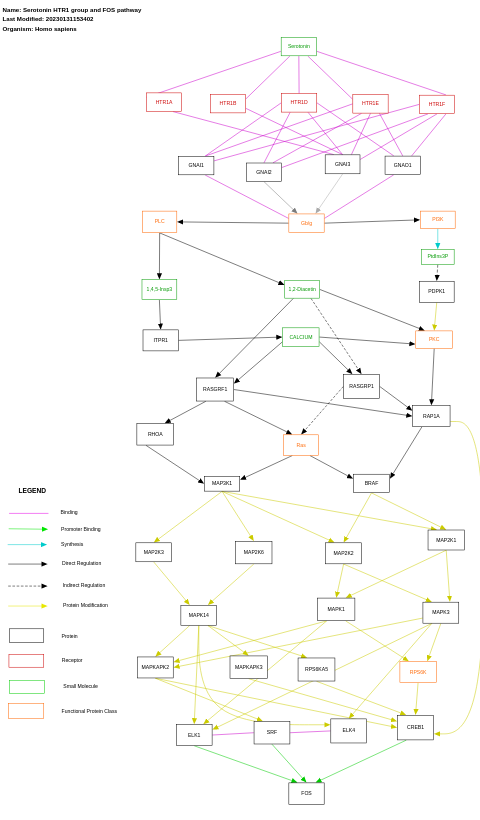 Name: Serotonin HTR1 group and FOS pathway
Last Modified: 20230131153402
Organism: Homo sapiens
Serotonin
HTR1A
HTR1B
HTR1D
HTR1E
HTR1F
GNAI1
GNAI2
GNAI3
GNAO1
PLC
Gb/g
PI3K
PtdIns3P
1,4,5-Insp3
1,2-Diacetin
PDPK1
ITPR1
CALCIUM
PKC
RASGRF1
RASGRP1
RAP1A
RHOA
Ras
MAP3K1
BRAF
LEGEND
Binding
Promoter Binding
Synthesis
Direct Regulation
Indirect Regulation
Protein Modification
Protein
Receptor
Small Molecule
Functional Protein Class
MAP2K3
MAP2K6
MAP2K2
MAP2K1
MAPK14
MAPK1
MAPK3
MAPKAPK2
MAPKAPK3
RPS6KA5
RPS6K
ELK1
SRF
ELK4
CREB1
FOS